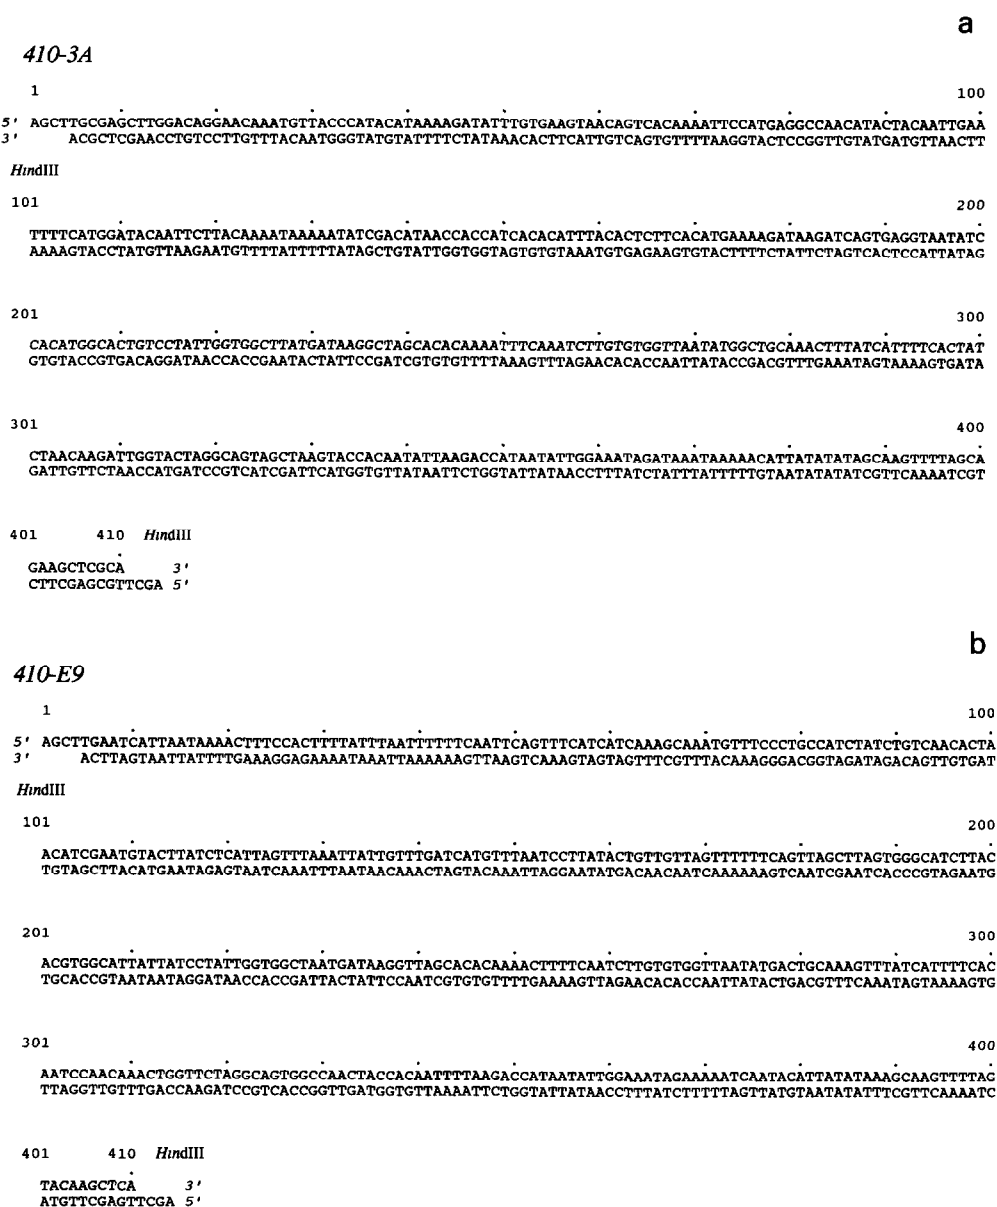 a
410-3A
1 100
5' AGCTTGCGAGCTTGGACAGGAACAAATGTTACCCATACATAAAAGATATTTGTGAAGTAACAGTCACAAAATTCCATGAGGCCAACATACTACAATTGAA
3' ACGCTCGAACCTGTCCTTGTTTACAATGGGTATGTATTTTCTATAAACACTTCATTGTCAGTGTTTTAAGGTACTCCGGTTGTATGATGTTAACTT
HindIII
101 200
TTTTCATGGATACAATTCTTACAAAATAAAAATATCGACATAACCACCATCACACATTTACACTCTTCACATGAAAAGATAAGATCAGTGAGGTAATATC
AAAAGTACCTATGTTAAGAATGTTTTATTTTTATAGCTGTATTGGTGGTAGTGTGTAAATGTGAGAAGTGTACTTTTCTATTCTAGTCACTCCATTATAG
201 300
CACATGGCACTGTCCTATTGGTGGCTTATGATAAGGCTAGCACACAAAATTTCAAATCTTGTGTGGTTAATATGGCTGCAAACTTTATCATTTTCACTAT
GTGTACCGTGACAGGATAACCACCGAATACTATTCCGATCGTGTGTTTTAAAGTTTAGAACACACCAATTATACCGACGTTTGAAATAGTAAAAGTGATA
301 400
CTAACAAGATTGGTACTAGGCAGTAGCTAAGTACCACAATATTAAGACCATAATATTGGAAATAGATAAATAAAAACATTATATATAGCAAGTTTTAGCA
GATTGTTCTAACCATGATCCGTCATCGATTCATGGTGTTATAATTCTGGTATTATAACCTTTATCTATTTATTTTTGTAATATATATCGTTCAAAATCGT
401 410 HindIII
GAAGCTCGCA 3'
CTTCGAGCGTTCGA 5'
b
410-E9
1 100
5' AGCTTGAATCATTAATAAAACTTTCCACTTTTATTTAATTTTTTCAATTCAGTTTCATCATCAAAGCAAATGTTTCCCTGCCATCTATCTGTCAACACTA
3' ACTTAGTAATTATTTTGAAAGGAGAAAATAAATTAAAAAAGTTAAGTCAAAGTAGTAGTTTCGTTTACAAAGGGACGGTAGATAGACAGTTGTGAT
HindIII
101 200
ACATCGAATGTACTTATCTCATTAGTTTAAATTATTGTTTGATCATGTTTAATCCTTATACTGTTGTTAGTTTTTTCAGTTAGCTTAGTGGGCATCTTAC
TGTAGCTTACATGAATAGAGTAATCAAATTTAATAACAAACTAGTACAAATTAGGAATATGACAACAATCAAAAAAGTCAATCGAATCACCCGTAGAATG
201 300
ACGTGGCATTATTATCCTATTGGTGGCTAATGATAAGGTTAGCACACAAAACTTTTCAATCTTGTGTGGTTAATATGACTGCAAAGTTTATCATTTTCAC
TGCACCGTAATAATAGGATAACCACCGATTACTATTCCAATCGTGTGTTTTGAAAAGTTAGAACACACCAATTATACTGACGTTTCAAATAGTAAAAGTG
301 400
AATCCAACAAACTGGTTCTAGGCAGTGGCCAACTACCACAATTTTAAGACCATAATATTGGAAATAGAAAAATCAATACATTATATAAAGCAAGTTTTAG
TTAGGTTGTTTGACCAAGATCCGTCACCGGTTGATGGTGTTAAAATTCTGGTATTATAACCTTTATCTTTTTAGTTATGTAATATATTTCGTTCAAAATC
401 410 HindIII
TACAAGCTCA 3'
ATGTTCGAGTTCGA 5'